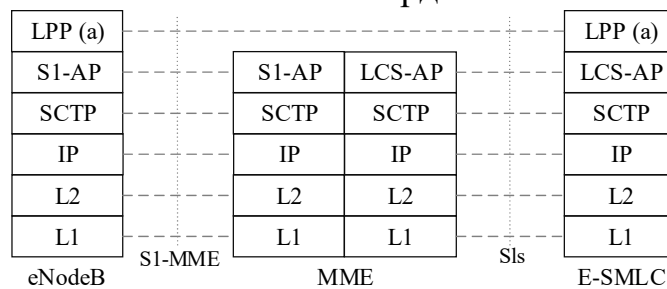 LPP (a) LPP (a)
S1-AP S1-AP LCS-AP LCS-AP
SCTP SCTP SCTP SCTP
IP IP IP IP
L2 L2 L2 L2
L1 L1 L1 L1
S1-MME Sls
eNodeB MME E-SMLC